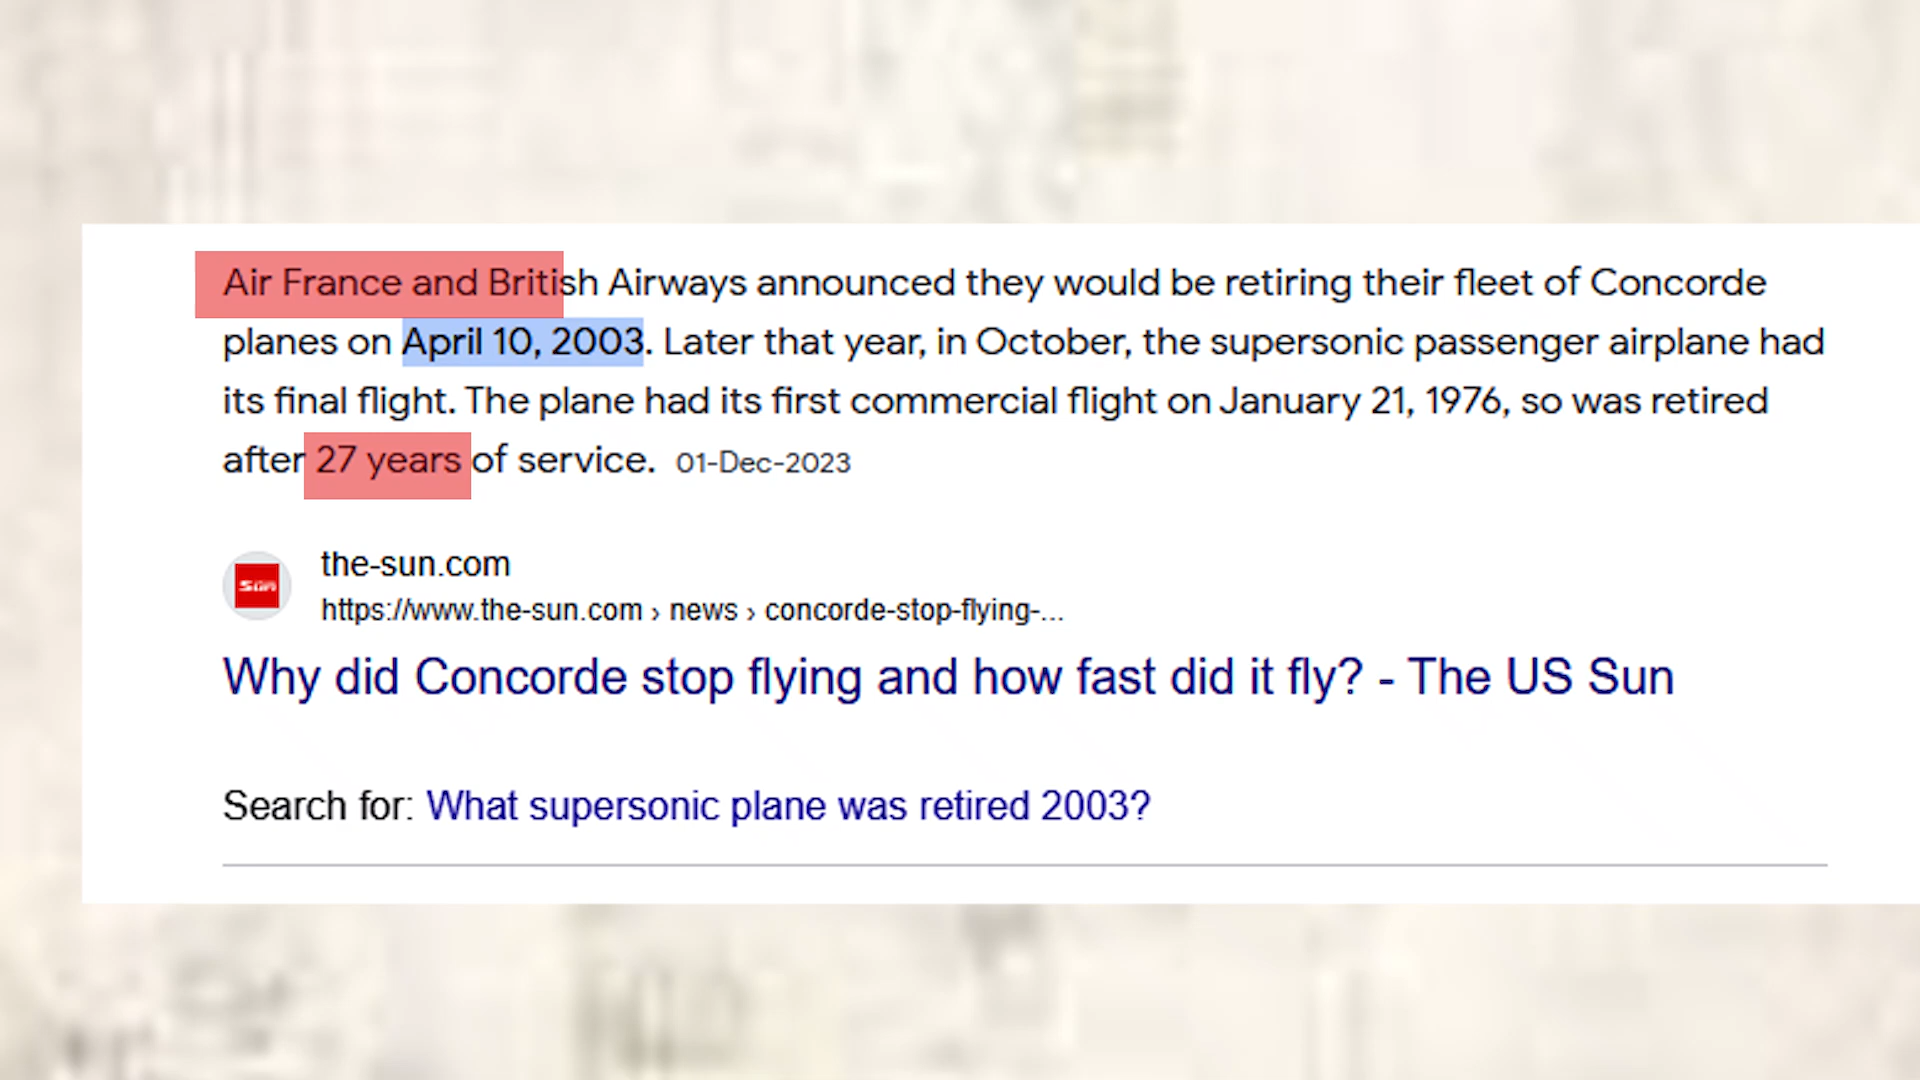 Air France and British Airways announced they would be retiring their fleet of Concorde
planes on April 10, 2003. Later that year, in October, the supersonic passenger airplane had
its final flight. The plane had its first commercial flight on January 21, 1976, so was retired
after 27 years of service. 01-Dec-2023
Sun
the-sun.com
https://www.the-sun.com › news › concorde-stop-flying-...
Why did Concorde stop flying and how fast did it fly? - The US Sun
Search for: What supersonic plane was retired 2003?